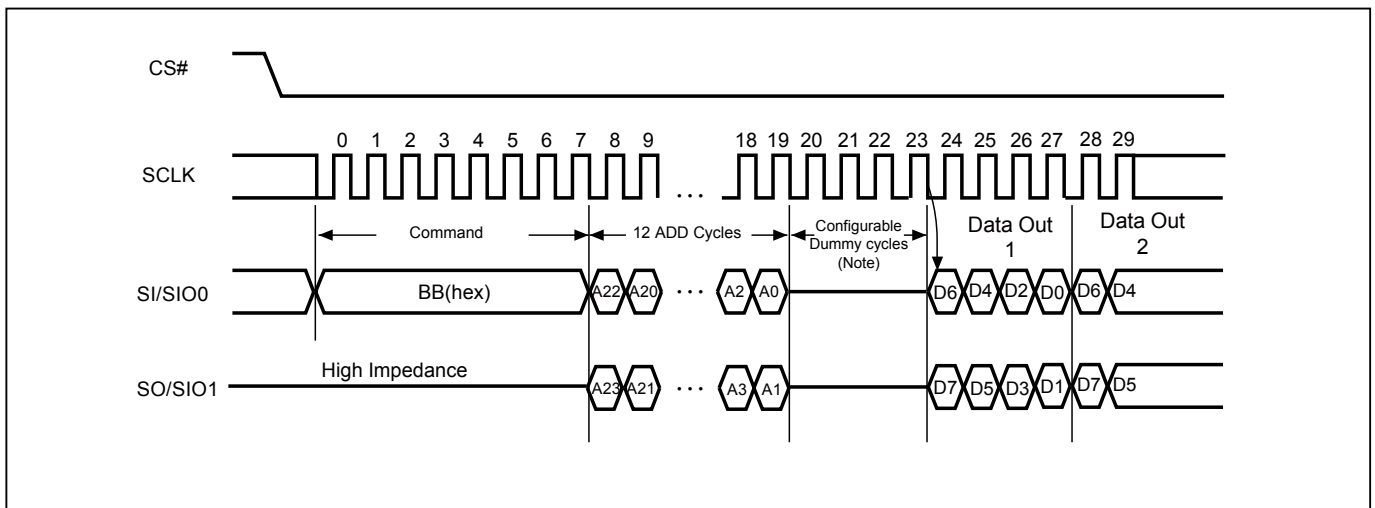 CS#
0 1 2 3 4 5 6 7 8 9 18 19 20 21 22 23 24 25 26 27 28 29
SCLK
...
Command
12 ADD Cycles
Configurable
Dummy cycles
(Note)
Data Out
1
Data Out
2
SI/SIO0
BB(hex)
A22 A20 ... A2 A0 D6 D4 D2 D0 D6 D4
SO/SIO1
High Impedance
A23 A21 ... A3 A1 D7 D5 D3 D1 D7 D5